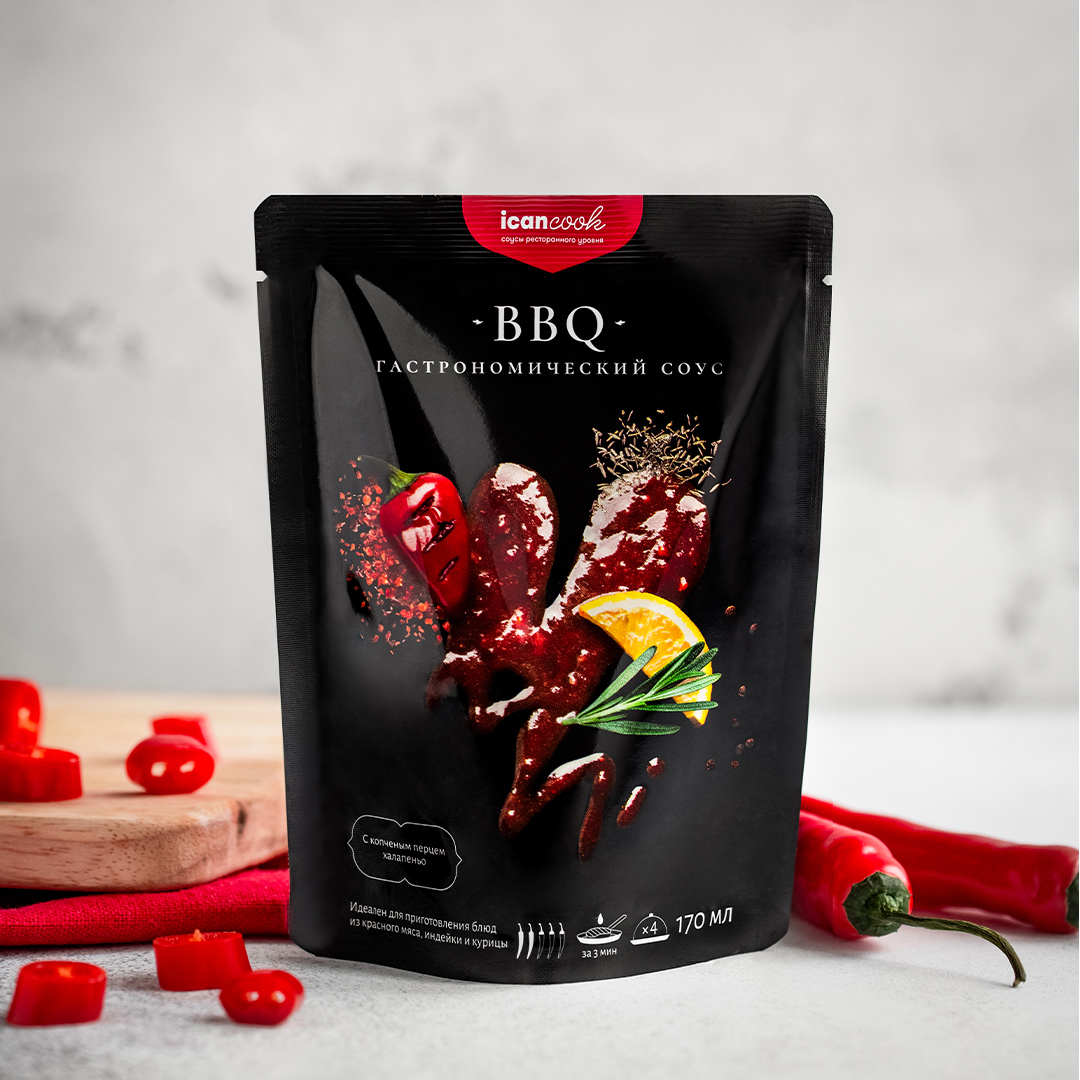 icancook
соусы ресторанного уровня
BBQ
ГАСТРОНОМИЧЕСКИЙ СОУС
С копченым перцем
халапеньо
Идеален для приготовления блюд
из красного мяса, индейки и курицы
за 3 мин
x4
170 МЛ